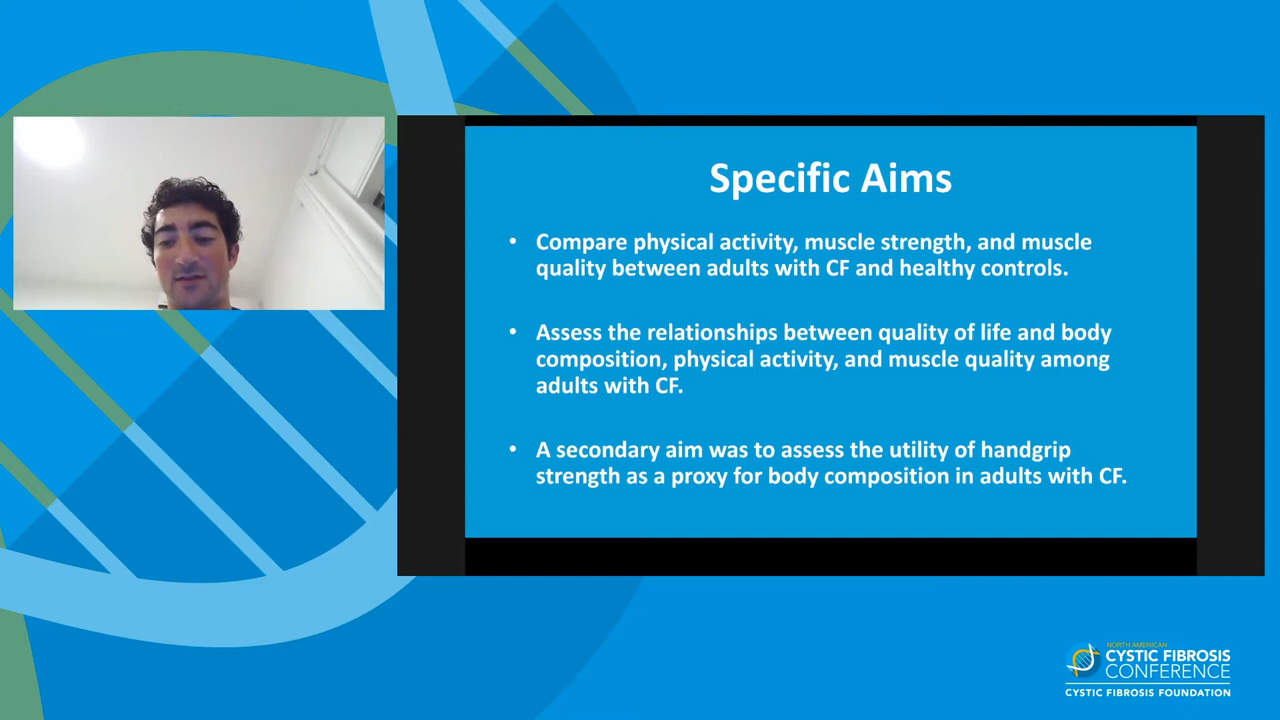 Specific Aims
• Compare physical activity, muscle strength, and muscle
quality between adults with CF and healthy controls.
• Assess the relationships between quality of life and body
composition, physical activity, and muscle quality among
adults with CF.
• A secondary aim was to assess the utility of handgrip
strength as a proxy for body composition in adults with CF.
NORTH AMERICAN
CYSTIC FIBROSIS
CONFERENCE
CYSTIC FIBROSIS FOUNDATION